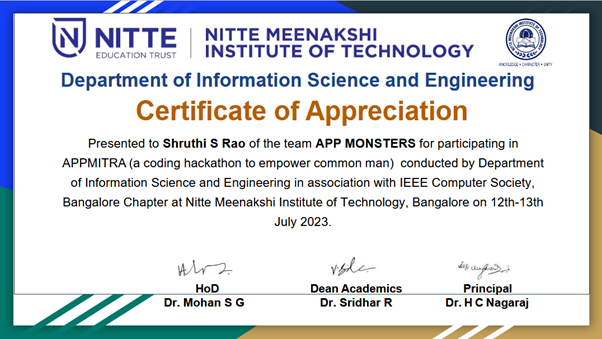 NITTE
EDUCATION TRUST
NITTE MEENAKSHI
INSTITUTE OF TECHNOLOGY
KNOWLEDGE • CHARACTER • UNITY
Department of Information Science and Engineering
Certificate of Appreciation
Presented to Shruthi S Rao of the team APP MONSTERS for participating in
APPMITRA (a coding hackathon to empower common man) conducted by Department
of Information Science and Engineering in association with IEEE Computer Society,
Bangalore Chapter at Nitte Meenakshi Institute of Technology, Bangalore on 12th-13th
July 2023.
HoD Dean Academics Principal
Dr. Mohan S G Dr. Sridhar R Dr. H C Nagaraj